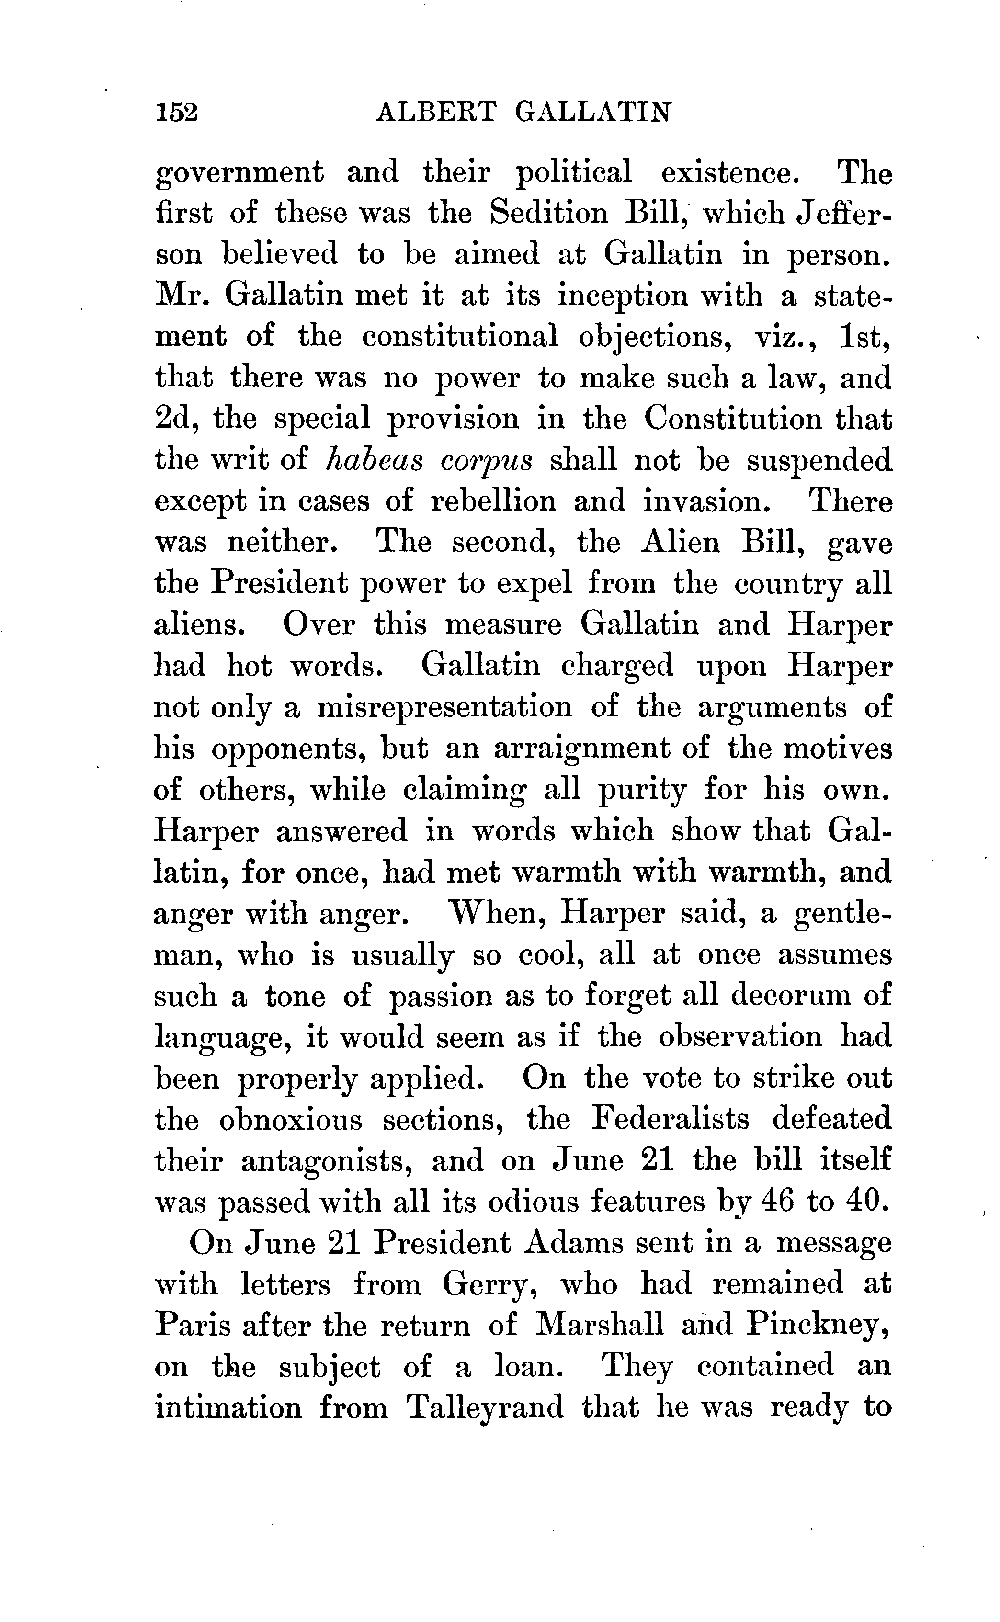 152 ALBERT GALLATIN
government and their political existence. The
first of these was the Sedition Bill, which Jeffer-
son believed to be aimed at Gallatin in person.
Mr. Gallatin met it at its inception with a state-
ment of the constitutional objections, viz., 1st,
that there was no power to make such a law, and
2d, the special provision in the Constitution that
the writ of habeas corpus shall not be suspended
except in cases of rebellion and invasion. There
was neither. The second, the Alien Bill, gave
the President power to expel from the country all
aliens. Over this measure Gallatin and Harper
had hot words. Gallatin charged upon Harper
not only a misrepresentation of the arguments of
his opponents, but an arraignment of the motives
of others, while claiming all purity for his own.
Harper answered in words which show that Gal-
latin, for once, had met warmth with warmth, and
anger with anger. When, Harper said, a gentle-
man, who is usually so cool, all at once assumes
such a tone of passion as to forget all decorum of
language, it would seem as if the observation had
been properly applied. On the vote to strike out
the obnoxious sections, the Federalists defeated
their antagonists, and on June 21 the bill itself
was passed with all its odious features by 46 to 40.
On June 21 President Adams sent in a message
with letters from Gerry, who had remained at
Paris after the return of Marshall and Pinckney,
on the subject of a loan. They contained an
intimation from Talleyrand that he was ready to